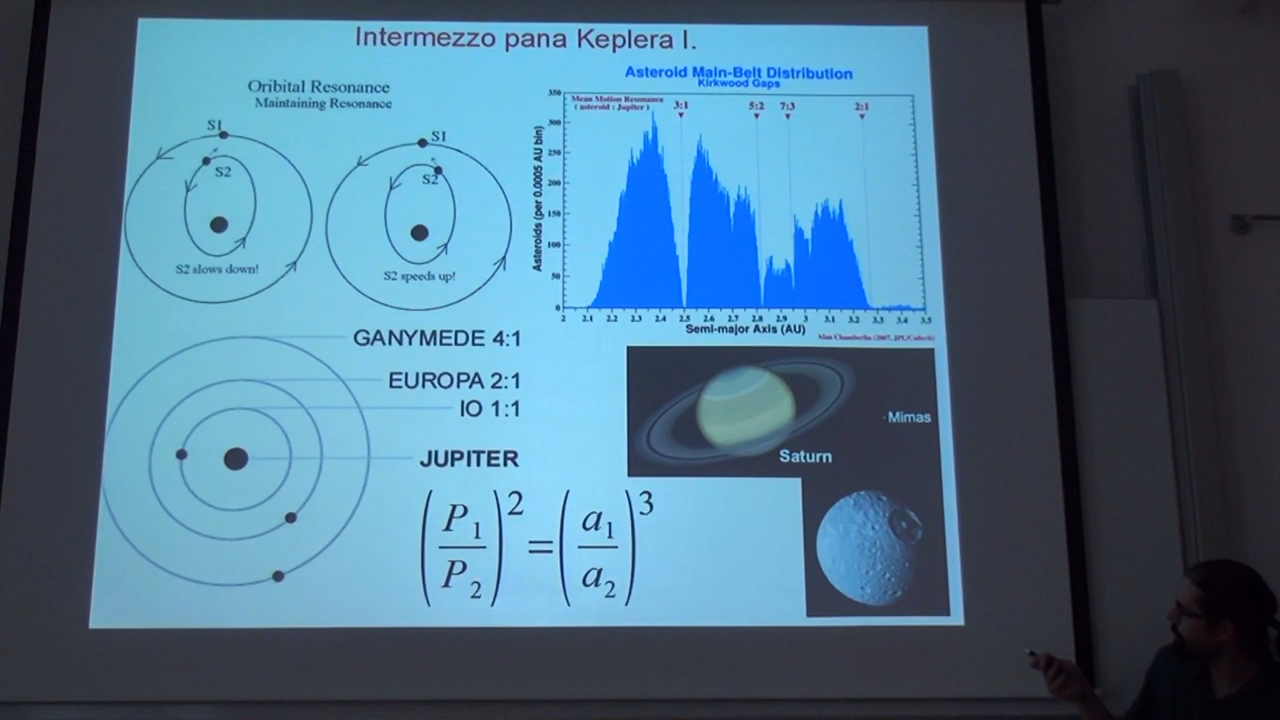 Intermezzo pana Keplera I.
Oribital Resonance
Maintaining Resonance
S1
S2
S2 slows down!
S1
S2
S2 speeds up!
Asteroid Main-Belt Distribution
Kirkwood Gaps
Mean Motion Resonance
( asteroid : Jupiter )
3:1
5:2
7:3
2:1
Asteroids (per 0.0005 AU bin)
350
300
250
200
150
100
50
0
2 2.1 2.2 2.3 2.4 2.5 2.6 2.7 2.8 2.9 3 3.1 3.2 3.3 3.4 3.5
Semi-major Axis (AU)
Alan Chamberlin (2007, JPL/Caltech)
GANYMEDE 4:1
EUROPA 2:1
IO 1:1
JUPITER
Mimas
Saturn
(P1/P2)2=(a1/a2)3